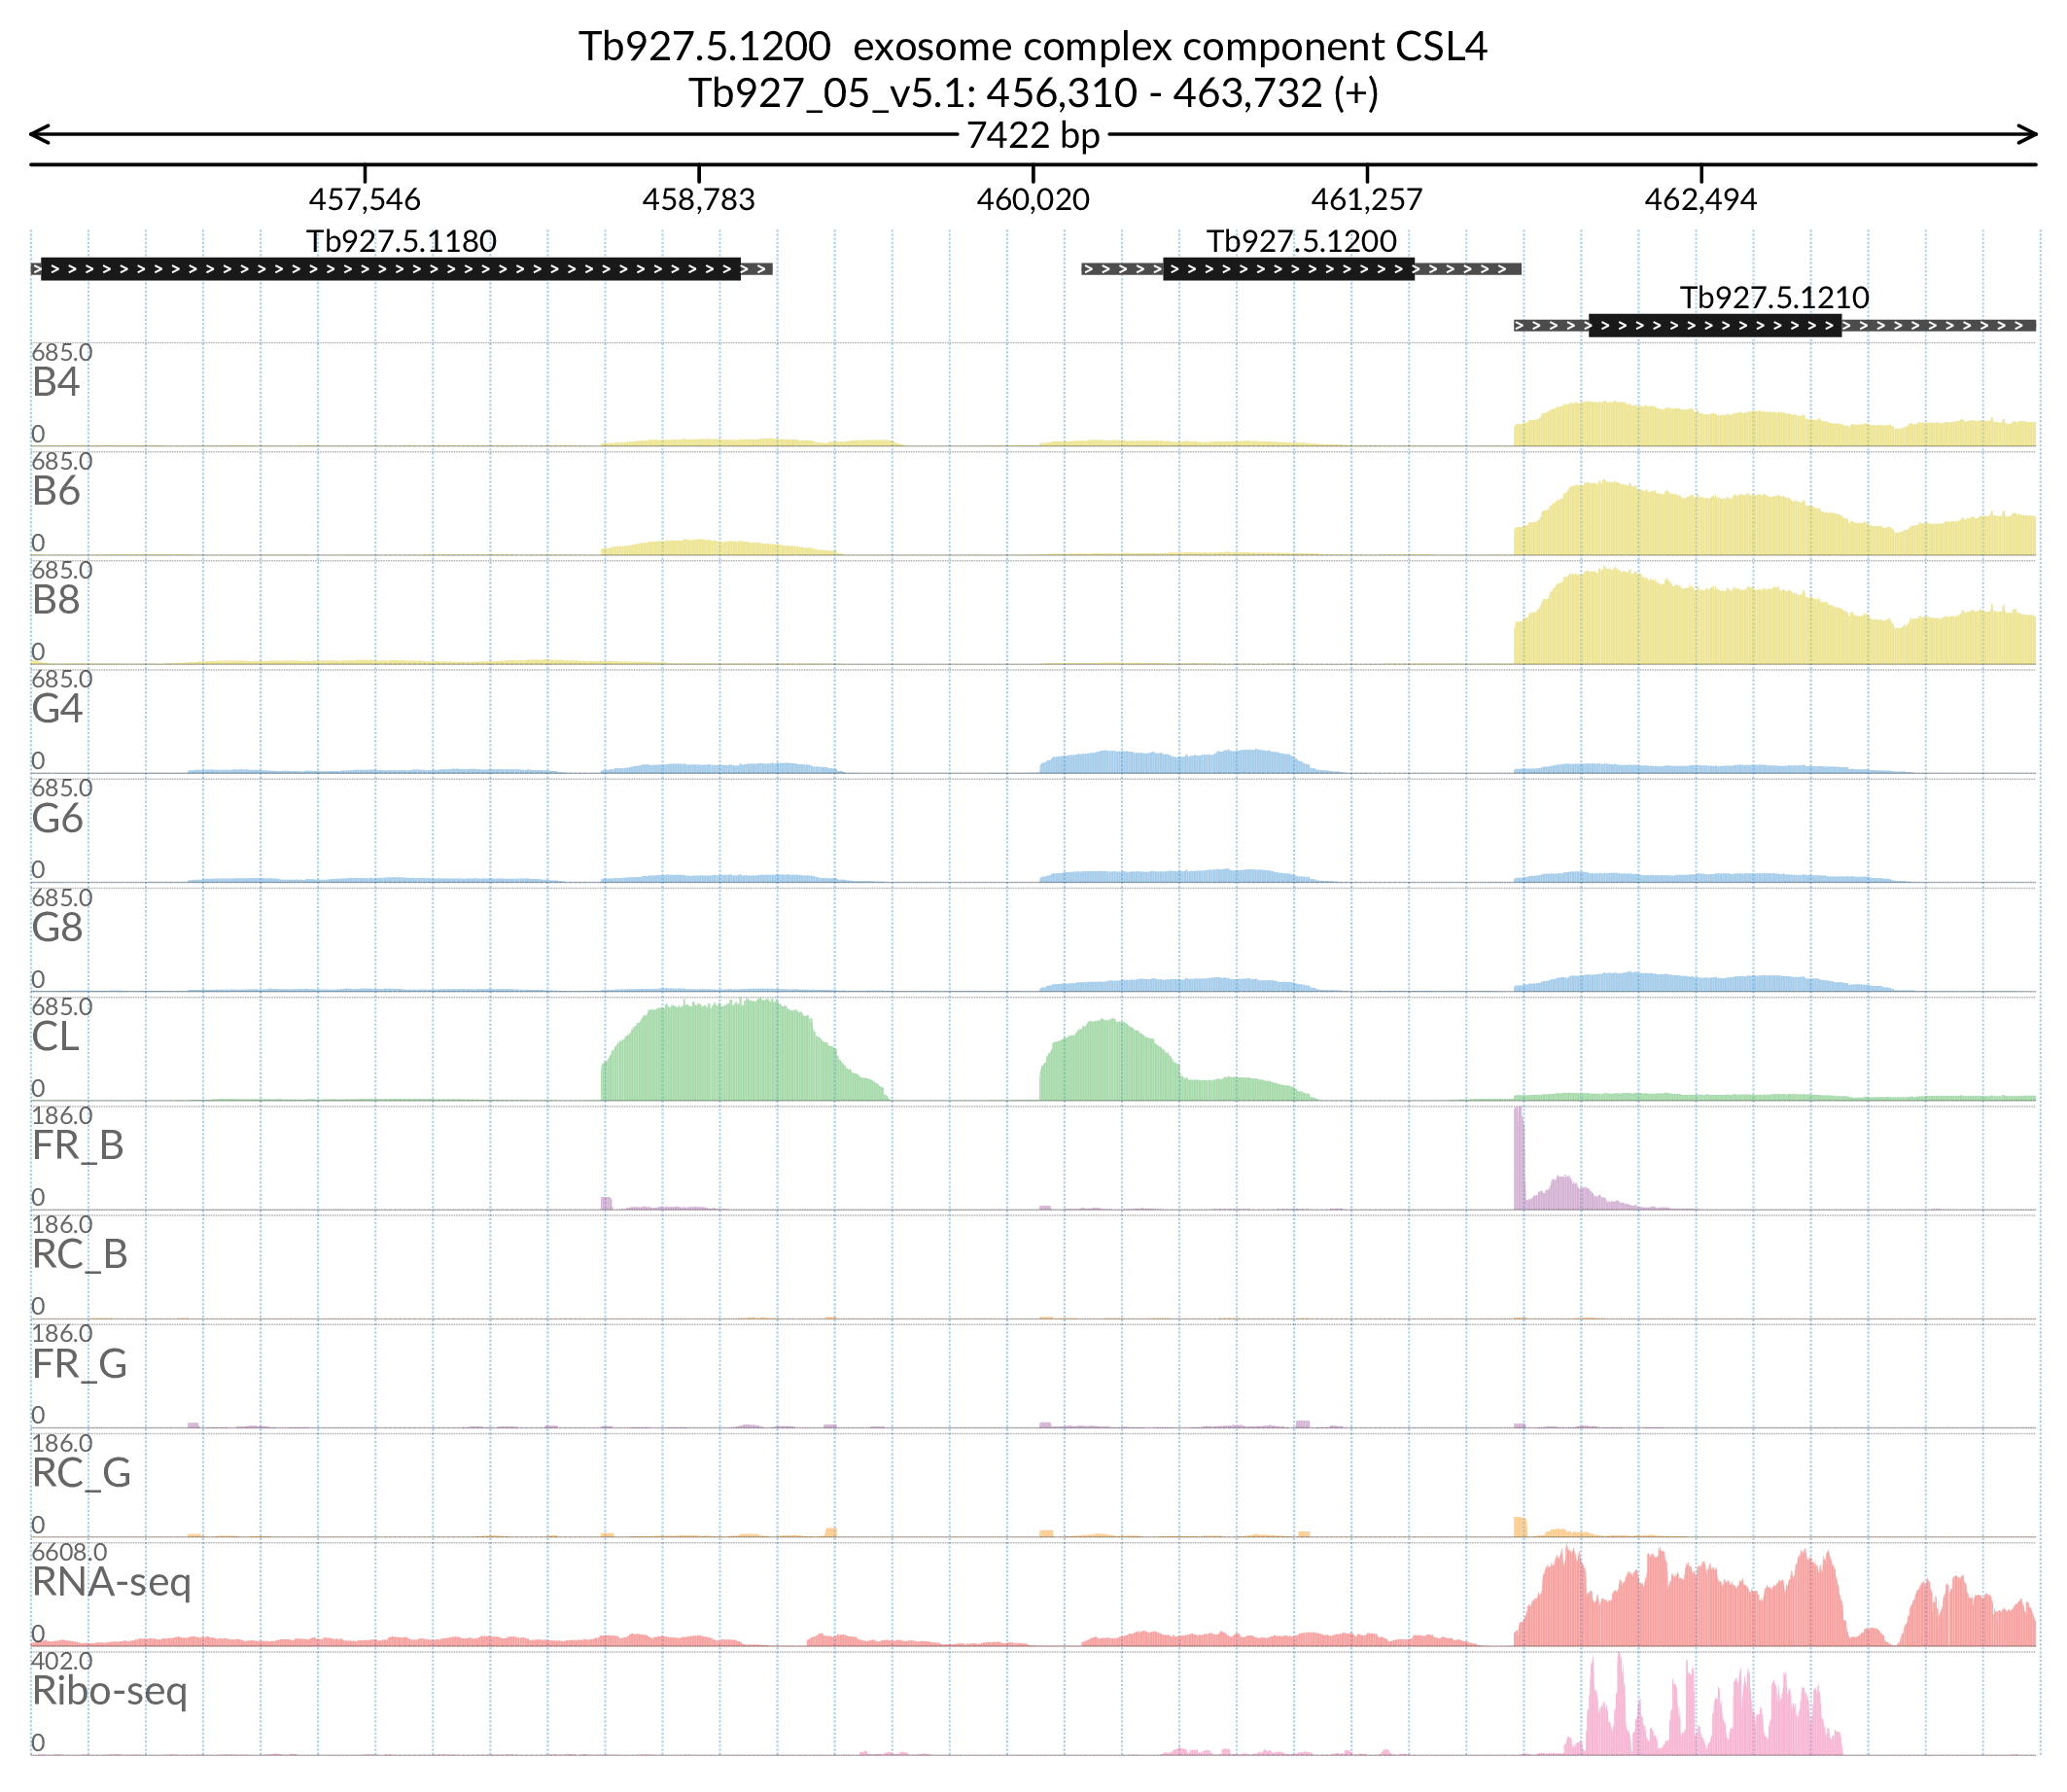 Tb927.5.1200  exosome complex component CSL4
Tb927_05_v5.1: 456,310 - 463,732 (+)
7422 bp
457,546 458,783 460,020 461,257 462,494
Tb927.5.1180 Tb927.5.1200
Tb927.5.1210
685.0
B4
0
685.0
B6
0
685.0
B8
0
685.0
G4
0
685.0
G6
0
685.0
G8
0
685.0
CL
0
186.0
FR_B
0
186.0
RC_B
0
186.0
FR_G
0
186.0
RC_G
0
6608.0
RNA-seq
0
402.0
Ribo-seq
0